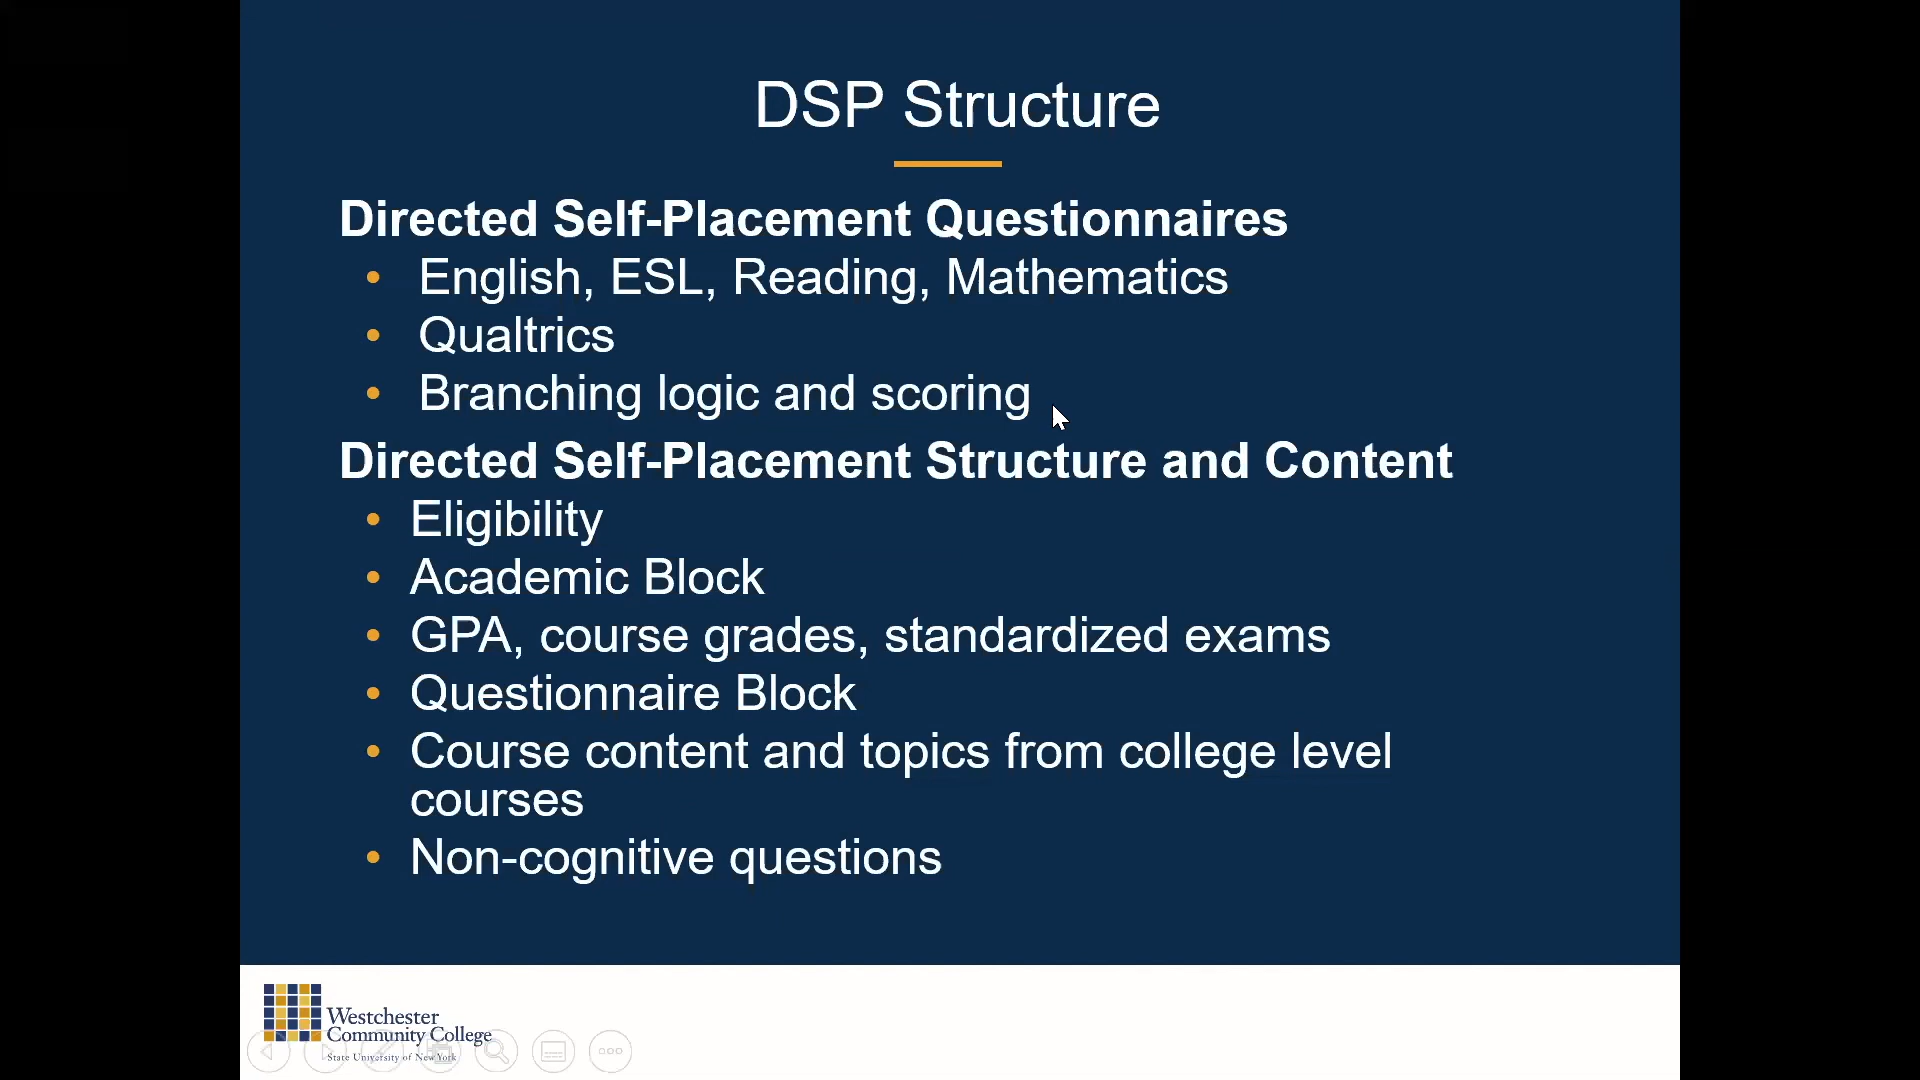 DSP Structure
Directed Self-Placement Questionnaires
• English, ESL, Reading, Mathematics
• Qualtrics
• Branching logic and scoring
Directed Self-Placement Structure and Content
• Eligibility
• Academic Block
• GPA, course grades, standardized exams
• Questionnaire Block
• Course content and topics from college level
courses
• Non-cognitive questions
Westchester
Community College
State University of New York